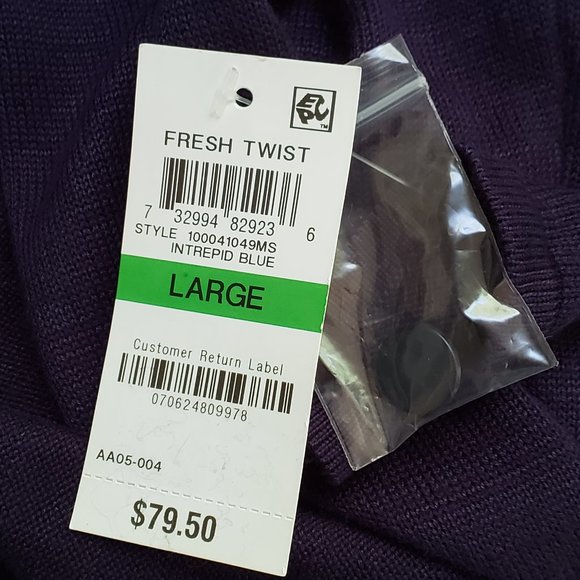 FRESH TWIST
7 32994 82923 6
STYLE 100041049MS
INTREPID BLUE
LARGE
Customer Return Label
070624809978
AA05-004
$79.50